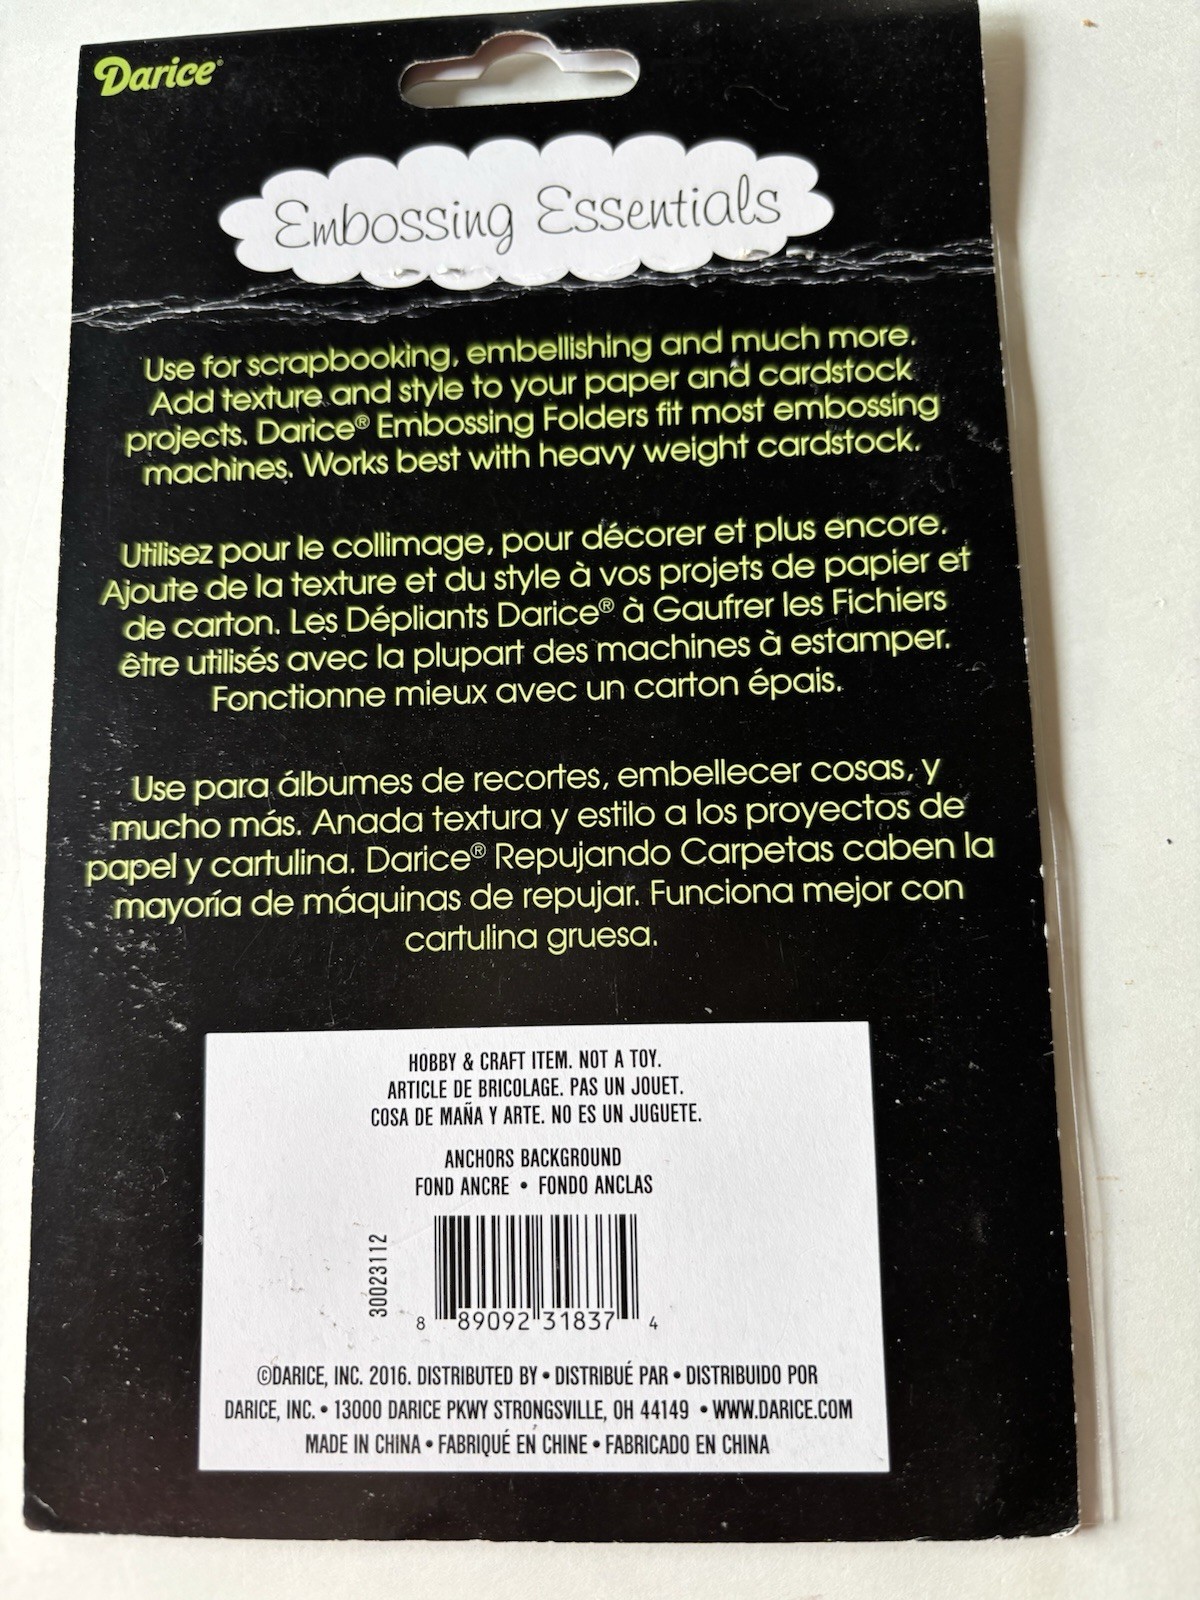 Darice®
Embossing Essentials
Use for scrapbooking, embellishing and much more.
Add texture and style to your paper and cardstock
projects. Darice® Embossing Folders fit most embossing
machines. Works best with heavy weight cardstock.
Utilisez pour le collimage, pour décorer et plus encore.
Ajoute de la texture et du style à vos projets de papier et
de carton. Les Dépliants Darice® à Gaufrer les Fichiers
être utilisés avec la plupart des machines à estamper.
Fonctionne mieux avec un carton épais.
Use para álbumes de recortes, embellecer cosas, y
mucho más. Anada textura y estilo a los proyectos de
papel y cartulina. Darice® Repujando Carpetas caben la
mayoría de máquinas de repujar. Funciona mejor con
cartulina gruesa.
HOBBY & CRAFT ITEM. NOT A TOY.
ARTICLE DE BRICOLAGE. PAS UN JOUET.
COSA DE MAÑA Y ARTE. NO ES UN JUGUETE.
ANCHORS BACKGROUND
FOND ANCRE • FONDO ANCLAS
30023112
8 89092 31837 4
©DARICE, INC. 2016. DISTRIBUTED BY • DISTRIBUÉ PAR • DISTRIBUIDO POR
DARICE, INC. • 13000 DARICE PKWY STRONGSVILLE, OH 44149 • WWW.DARICE.COM
MADE IN CHINA • FABRIQUÉ EN CHINE • FABRICADO EN CHINA